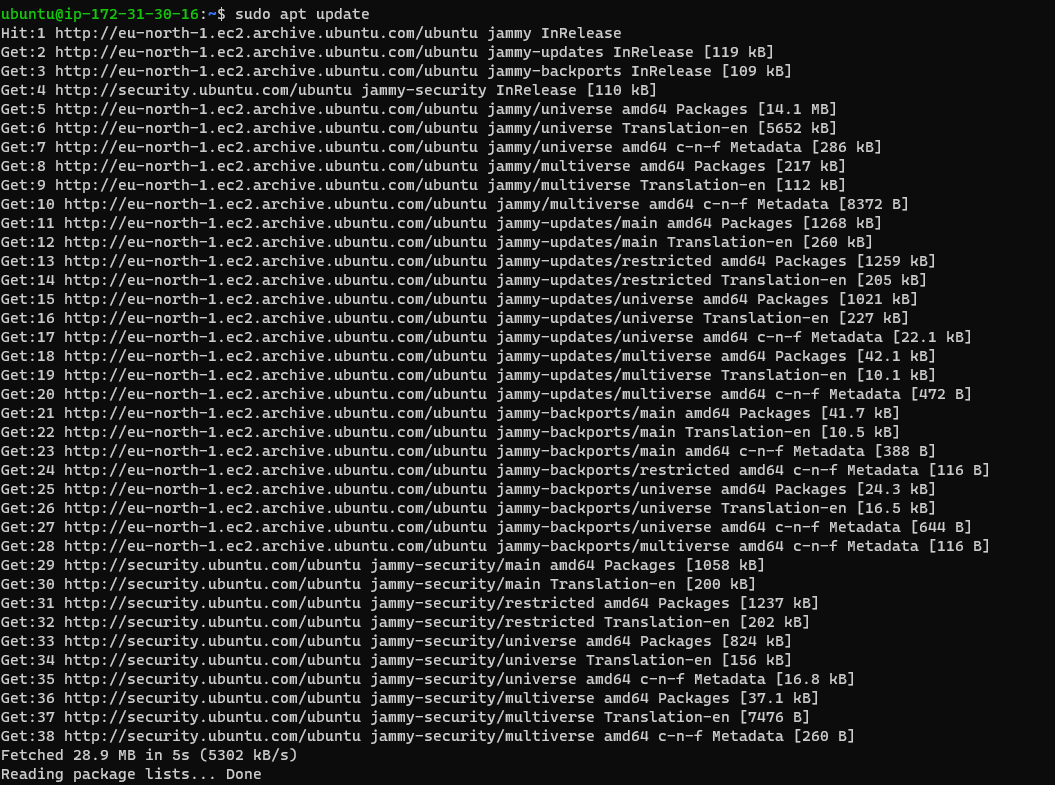 ubuntu@ip-172-31-30-16:~$ sudo apt update
Hit:1 http://eu-north-1.ec2.archive.ubuntu.com/ubuntu jammy InRelease
Get:2 http://eu-north-1.ec2.archive.ubuntu.com/ubuntu jammy-updates InRelease [119 kB]
Get:3 http://eu-north-1.ec2.archive.ubuntu.com/ubuntu jammy-backports InRelease [109 kB]
Get:4 http://security.ubuntu.com/ubuntu jammy-security InRelease [110 kB]
Get:5 http://eu-north-1.ec2.archive.ubuntu.com/ubuntu jammy/universe amd64 Packages [14.1 MB]
Get:6 http://eu-north-1.ec2.archive.ubuntu.com/ubuntu jammy/universe Translation-en [5652 kB]
Get:7 http://eu-north-1.ec2.archive.ubuntu.com/ubuntu jammy/universe amd64 c-n-f Metadata [286 kB]
Get:8 http://eu-north-1.ec2.archive.ubuntu.com/ubuntu jammy/multiverse amd64 Packages [217 kB]
Get:9 http://eu-north-1.ec2.archive.ubuntu.com/ubuntu jammy/multiverse Translation-en [112 kB]
Get:10 http://eu-north-1.ec2.archive.ubuntu.com/ubuntu jammy/multiverse amd64 c-n-f Metadata [8372 B]
Get:11 http://eu-north-1.ec2.archive.ubuntu.com/ubuntu jammy-updates/main amd64 Packages [1268 kB]
Get:12 http://eu-north-1.ec2.archive.ubuntu.com/ubuntu jammy-updates/main Translation-en [260 kB]
Get:13 http://eu-north-1.ec2.archive.ubuntu.com/ubuntu jammy-updates/restricted amd64 Packages [1259 kB]
Get:14 http://eu-north-1.ec2.archive.ubuntu.com/ubuntu jammy-updates/restricted Translation-en [205 kB]
Get:15 http://eu-north-1.ec2.archive.ubuntu.com/ubuntu jammy-updates/universe amd64 Packages [1021 kB]
Get:16 http://eu-north-1.ec2.archive.ubuntu.com/ubuntu jammy-updates/universe Translation-en [227 kB]
Get:17 http://eu-north-1.ec2.archive.ubuntu.com/ubuntu jammy-updates/universe amd64 c-n-f Metadata [22.1 kB]
Get:18 http://eu-north-1.ec2.archive.ubuntu.com/ubuntu jammy-updates/multiverse amd64 Packages [42.1 kB]
Get:19 http://eu-north-1.ec2.archive.ubuntu.com/ubuntu jammy-updates/multiverse Translation-en [10.1 kB]
Get:20 http://eu-north-1.ec2.archive.ubuntu.com/ubuntu jammy-updates/multiverse amd64 c-n-f Metadata [472 B]
Get:21 http://eu-north-1.ec2.archive.ubuntu.com/ubuntu jammy-backports/main amd64 Packages [41.7 kB]
Get:22 http://eu-north-1.ec2.archive.ubuntu.com/ubuntu jammy-backports/main Translation-en [10.5 kB]
Get:23 http://eu-north-1.ec2.archive.ubuntu.com/ubuntu jammy-backports/main amd64 c-n-f Metadata [388 B]
Get:24 http://eu-north-1.ec2.archive.ubuntu.com/ubuntu jammy-backports/restricted amd64 c-n-f Metadata [116 B]
Get:25 http://eu-north-1.ec2.archive.ubuntu.com/ubuntu jammy-backports/universe amd64 Packages [24.3 kB]
Get:26 http://eu-north-1.ec2.archive.ubuntu.com/ubuntu jammy-backports/universe Translation-en [16.5 kB]
Get:27 http://eu-north-1.ec2.archive.ubuntu.com/ubuntu jammy-backports/universe amd64 c-n-f Metadata [644 B]
Get:28 http://eu-north-1.ec2.archive.ubuntu.com/ubuntu jammy-backports/multiverse amd64 c-n-f Metadata [116 B]
Get:29 http://security.ubuntu.com/ubuntu jammy-security/main amd64 Packages [1058 kB]
Get:30 http://security.ubuntu.com/ubuntu jammy-security/main Translation-en [200 kB]
Get:31 http://security.ubuntu.com/ubuntu jammy-security/restricted amd64 Packages [1237 kB]
Get:32 http://security.ubuntu.com/ubuntu jammy-security/restricted Translation-en [202 kB]
Get:33 http://security.ubuntu.com/ubuntu jammy-security/universe amd64 Packages [824 kB]
Get:34 http://security.ubuntu.com/ubuntu jammy-security/universe Translation-en [156 kB]
Get:35 http://security.ubuntu.com/ubuntu jammy-security/universe amd64 c-n-f Metadata [16.8 kB]
Get:36 http://security.ubuntu.com/ubuntu jammy-security/multiverse amd64 Packages [37.1 kB]
Get:37 http://security.ubuntu.com/ubuntu jammy-security/multiverse Translation-en [7476 B]
Get:38 http://security.ubuntu.com/ubuntu jammy-security/multiverse amd64 c-n-f Metadata [260 B]
Fetched 28.9 MB in 5s (5302 kB/s)
Reading package lists... Done